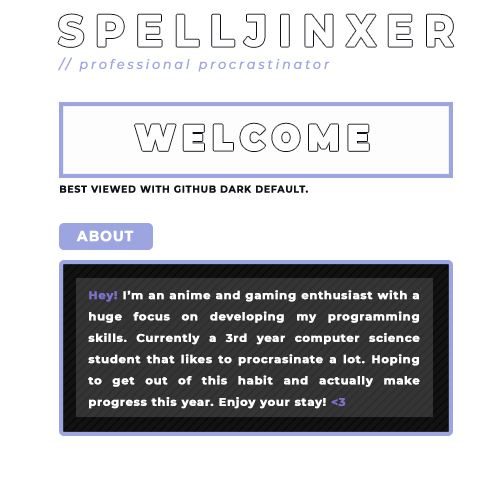 SPELLJINXER
// professional procrastinator
WELCOME
BEST VIEWED WITH GITHUB DARK DEFAULT.
ABOUT
Hey! I'm an anime and gaming enthusiast with a
huge focus on developing my programming
skills. Currently a 3rd year computer science
student that likes to procrasinate a lot. Hoping
to get out of this habit and actually make
progress this year. Enjoy your stay! <3